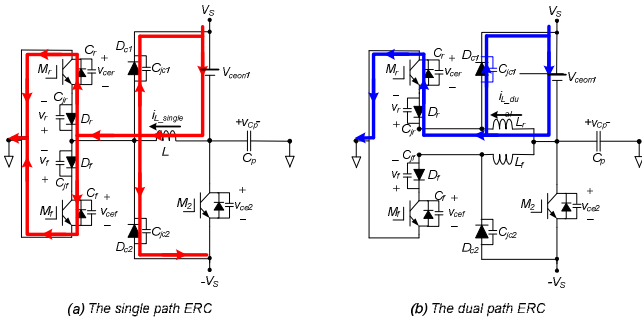 V_S
D_c1
C_r
+
M_r
v_cer
C_jc1
V_ceon1
−
C_jr
−
i_L_single
v_r
D_r
+
+v_Cp-
L
C_p
+
v_f
D_f
−
C_jf
C_f
+
M_f
v_cef
−
C_jc2
D_c2
M_2
+
v_ce2
−
-V_S
(a) The single path ERC
V_S
D_c1
C_r
+
M_r
v_cer
C_jc1
V_ceon1
−
−
v_r
D_r
+
C_jr
i_L_du
al
L_r
+v_Cp-
C_p
L_f
+
C_jf
v_f
D_f
−
C_f
+
M_f
v_cef
−
C_jc2
D_c2
M_2
+
v_ce2
−
-V_S
(b) The dual path ERC